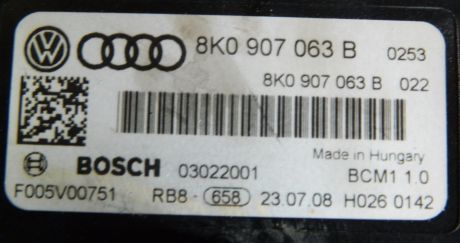 8K0 907 063 B 0253
8K0 907 063 B 022
Made in Hungary
BOSCH 03022001 BCM1 1.0
F005V00751 RB8- 658 23.07.08 H026 0142